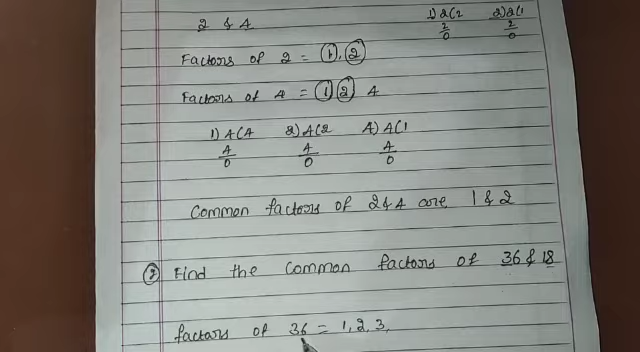 2 & 4 1) 2(2 2) 2(1
2 2
0 0
Factors of 2 = 1, 2
Factors of 4 = 1 2 4
1) 4(4 2) 4(2 4) 4(1
4 4 4
0 0 0
Common factors of 2 & 4 are 1 & 2
Find the common factors of 36 & 18
factors of 36 = 1, 2, 3,